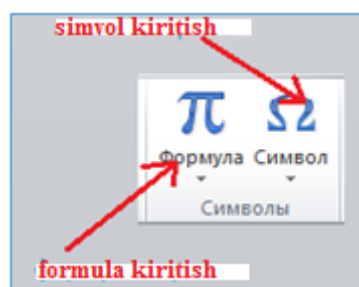 simvol kiritish
π Ω
Формула Символ
Символы
formula kiritish